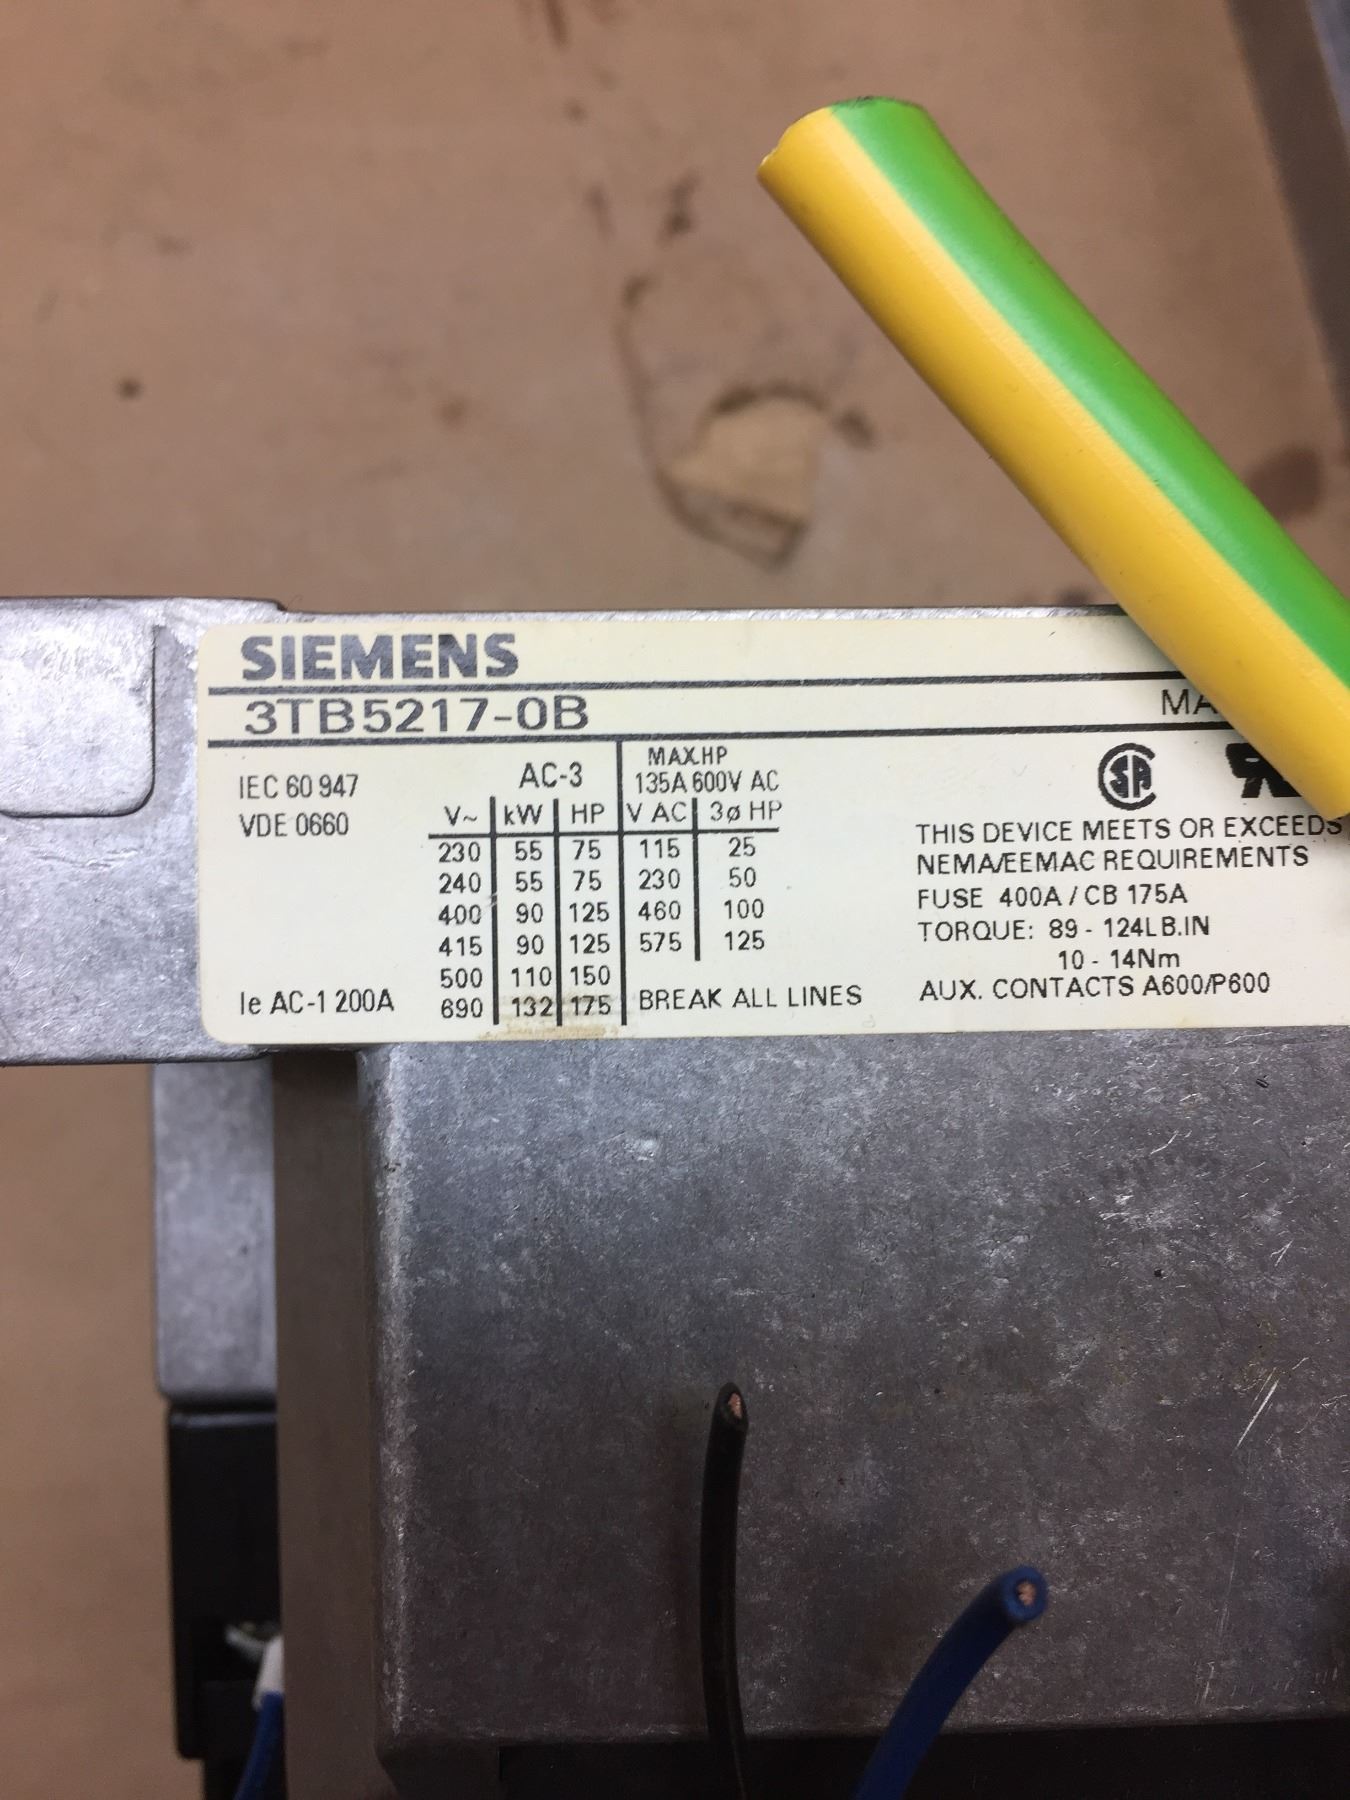 SIEMENS
3TB5217-0B
IEC 60 947
VDE 0660
Ie AC-1 200A
AC-3
V~ kW HP
230 55 75
240 55 75
400 90 125
415 90 125
500 110 150
690 132 175
MAX.HP
135A 600V AC
V AC 3ø HP
115 25
230 50
460 100
575 125
BREAK ALL LINES
SA
THIS DEVICE MEETS OR EXCEEDS
NEMA/EEMAC REQUIREMENTS
FUSE 400A / CB 175A
TORQUE: 89 - 124LB.IN
10 - 14Nm
AUX. CONTACTS A600/P600